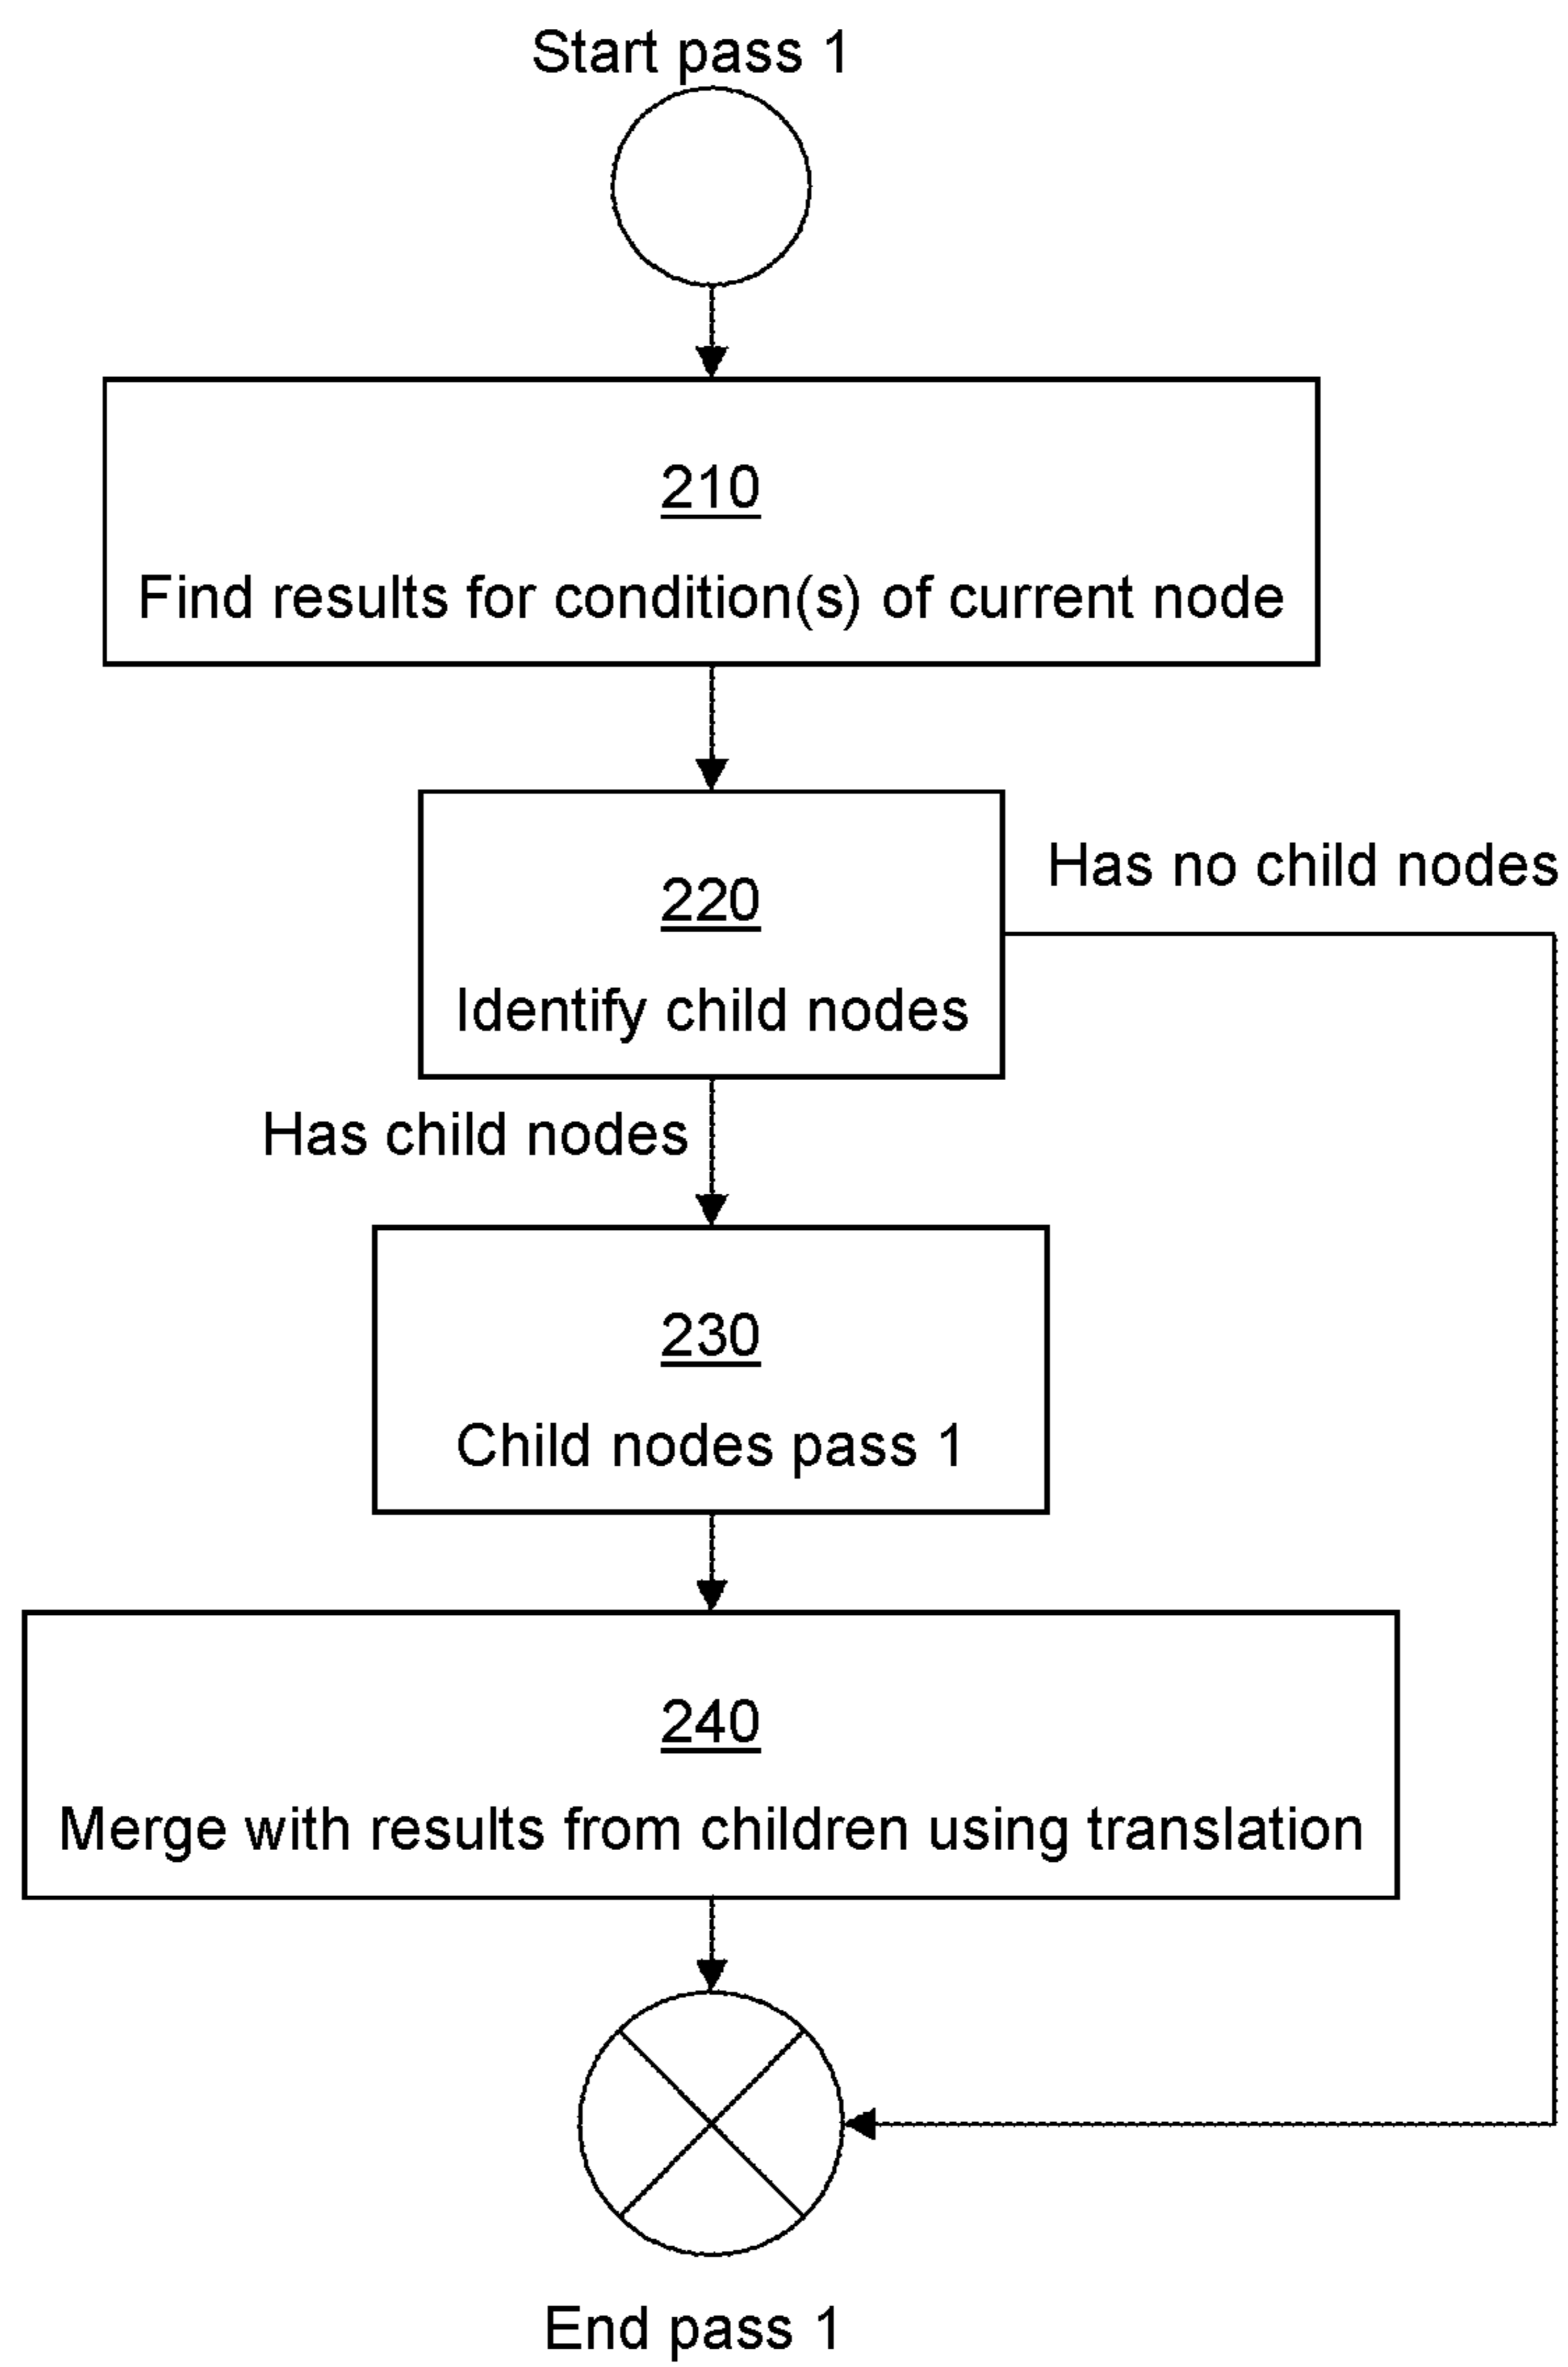 Start pass 1
210
Find results for condition(s) of current node
220
Identify child nodes
Has no child nodes
Has child nodes
230
Child nodes pass 1
240
Merge with results from children using translation
End pass 1